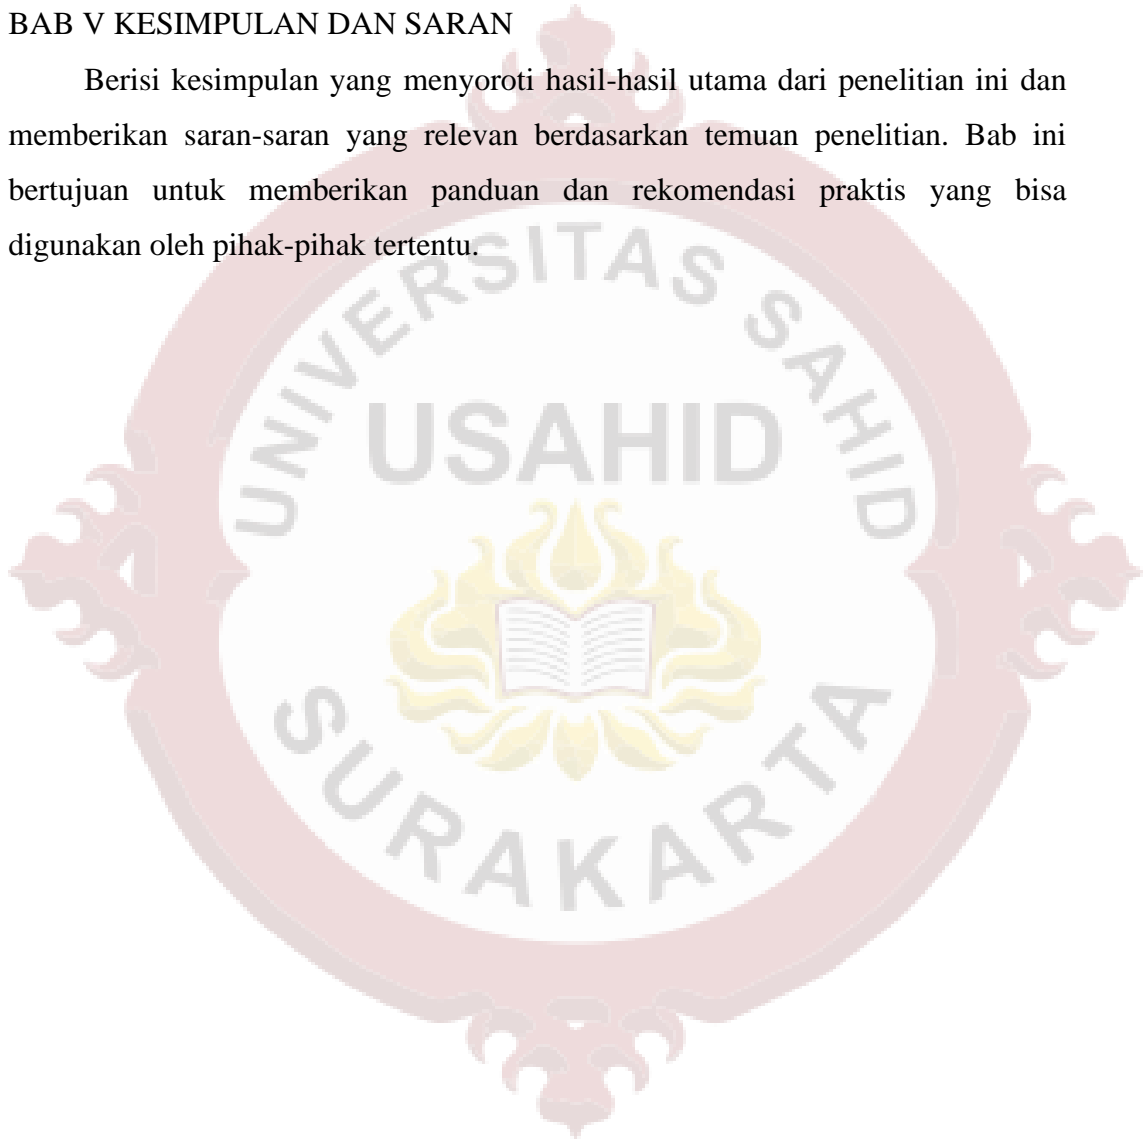 BAB V KESIMPULAN DAN SARAN
Berisi kesimpulan yang menyoroti hasil-hasil utama dari penelitian ini dan
memberikan saran-saran yang relevan berdasarkan temuan penelitian. Bab ini
bertujuan untuk memberikan panduan dan rekomendasi praktis yang bisa
digunakan oleh pihak-pihak tertentu.
UNIVERSITAS SAHID
USAHID
SURAKARTA